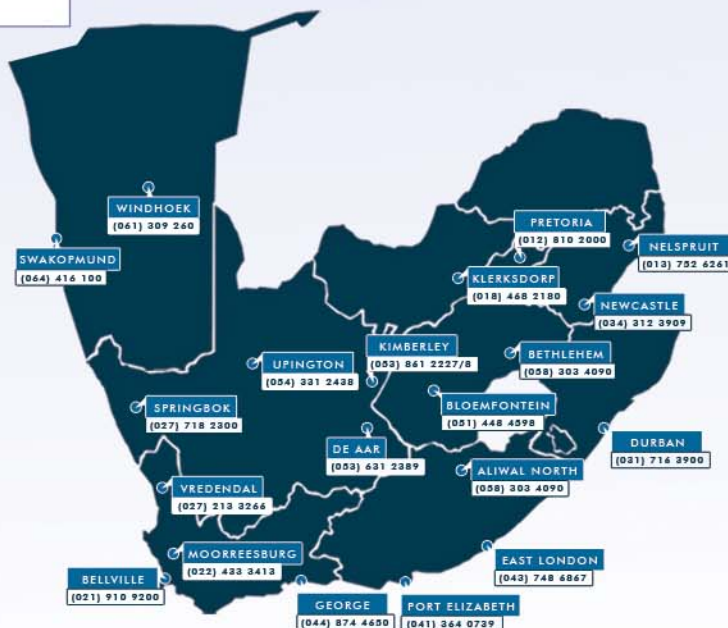 WINDHOEK
(061) 309 260
SWAKOPMUND
(064) 416 100
PRETORIA
(012) 810 2000
NELSPRUIT
(013) 752 6261
KLERKSDORP
(018) 468 2180
NEWCASTLE
(034) 312 3909
KIMBERLEY
(053) 861 2227/8
BETHLEHEM
(058) 303 4090
UPINGTON
(054) 331 2438
SPRINGBOK
(027) 718 2300
BLOEMFONTEIN
(051) 448 4598
DE AAR
(053) 631 2389
DURBAN
(031) 716 3900
ALIWAL NORTH
(058) 303 4090
VREDENDAL
(027) 213 3266
MOORREESBURG
(022) 433 3413
EAST LONDON
(043) 748 6867
BELLVILLE
(021) 910 9200
GEORGE
(044) 874 4650
PORT ELIZABETH
(041) 364 0739